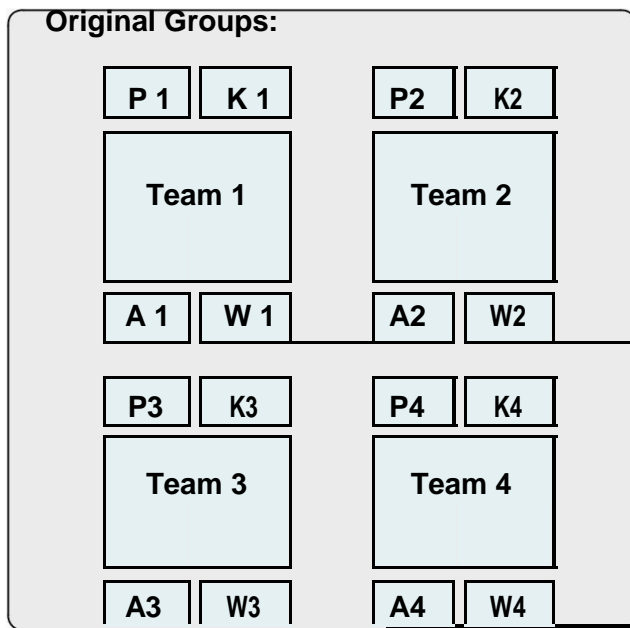 Original Groups:
P 1 K 1 P2 K2
Team 1 Team 2
A 1 W 1 A2 W2
P3 K3 P4 K4
Team 3 Team 4
A3 W3 A4 W4